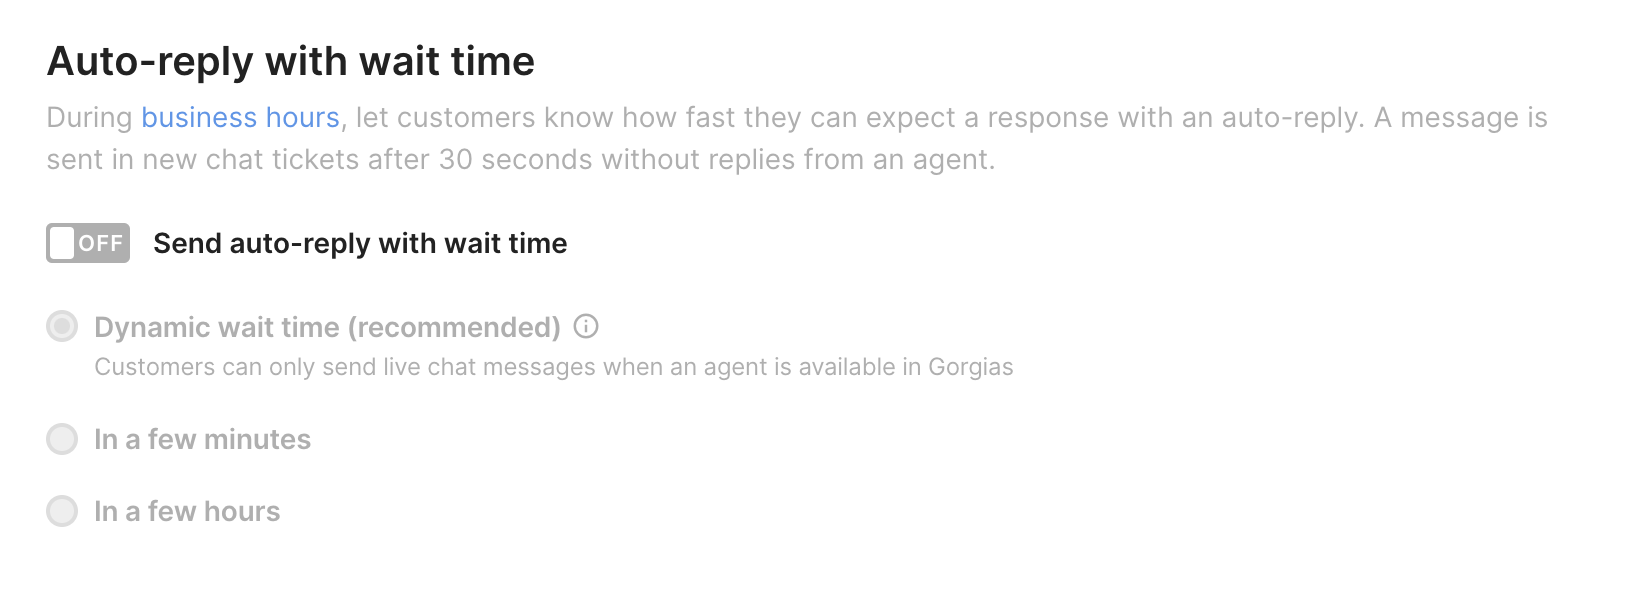 Auto-reply with wait time
During business hours, let customers know how fast they can expect a response with an auto-reply. A message is
sent in new chat tickets after 30 seconds without replies from an agent.
OFF Send auto-reply with wait time
Dynamic wait time (recommended)
Customers can only send live chat messages when an agent is available in Gorgias
In a few minutes
In a few hours